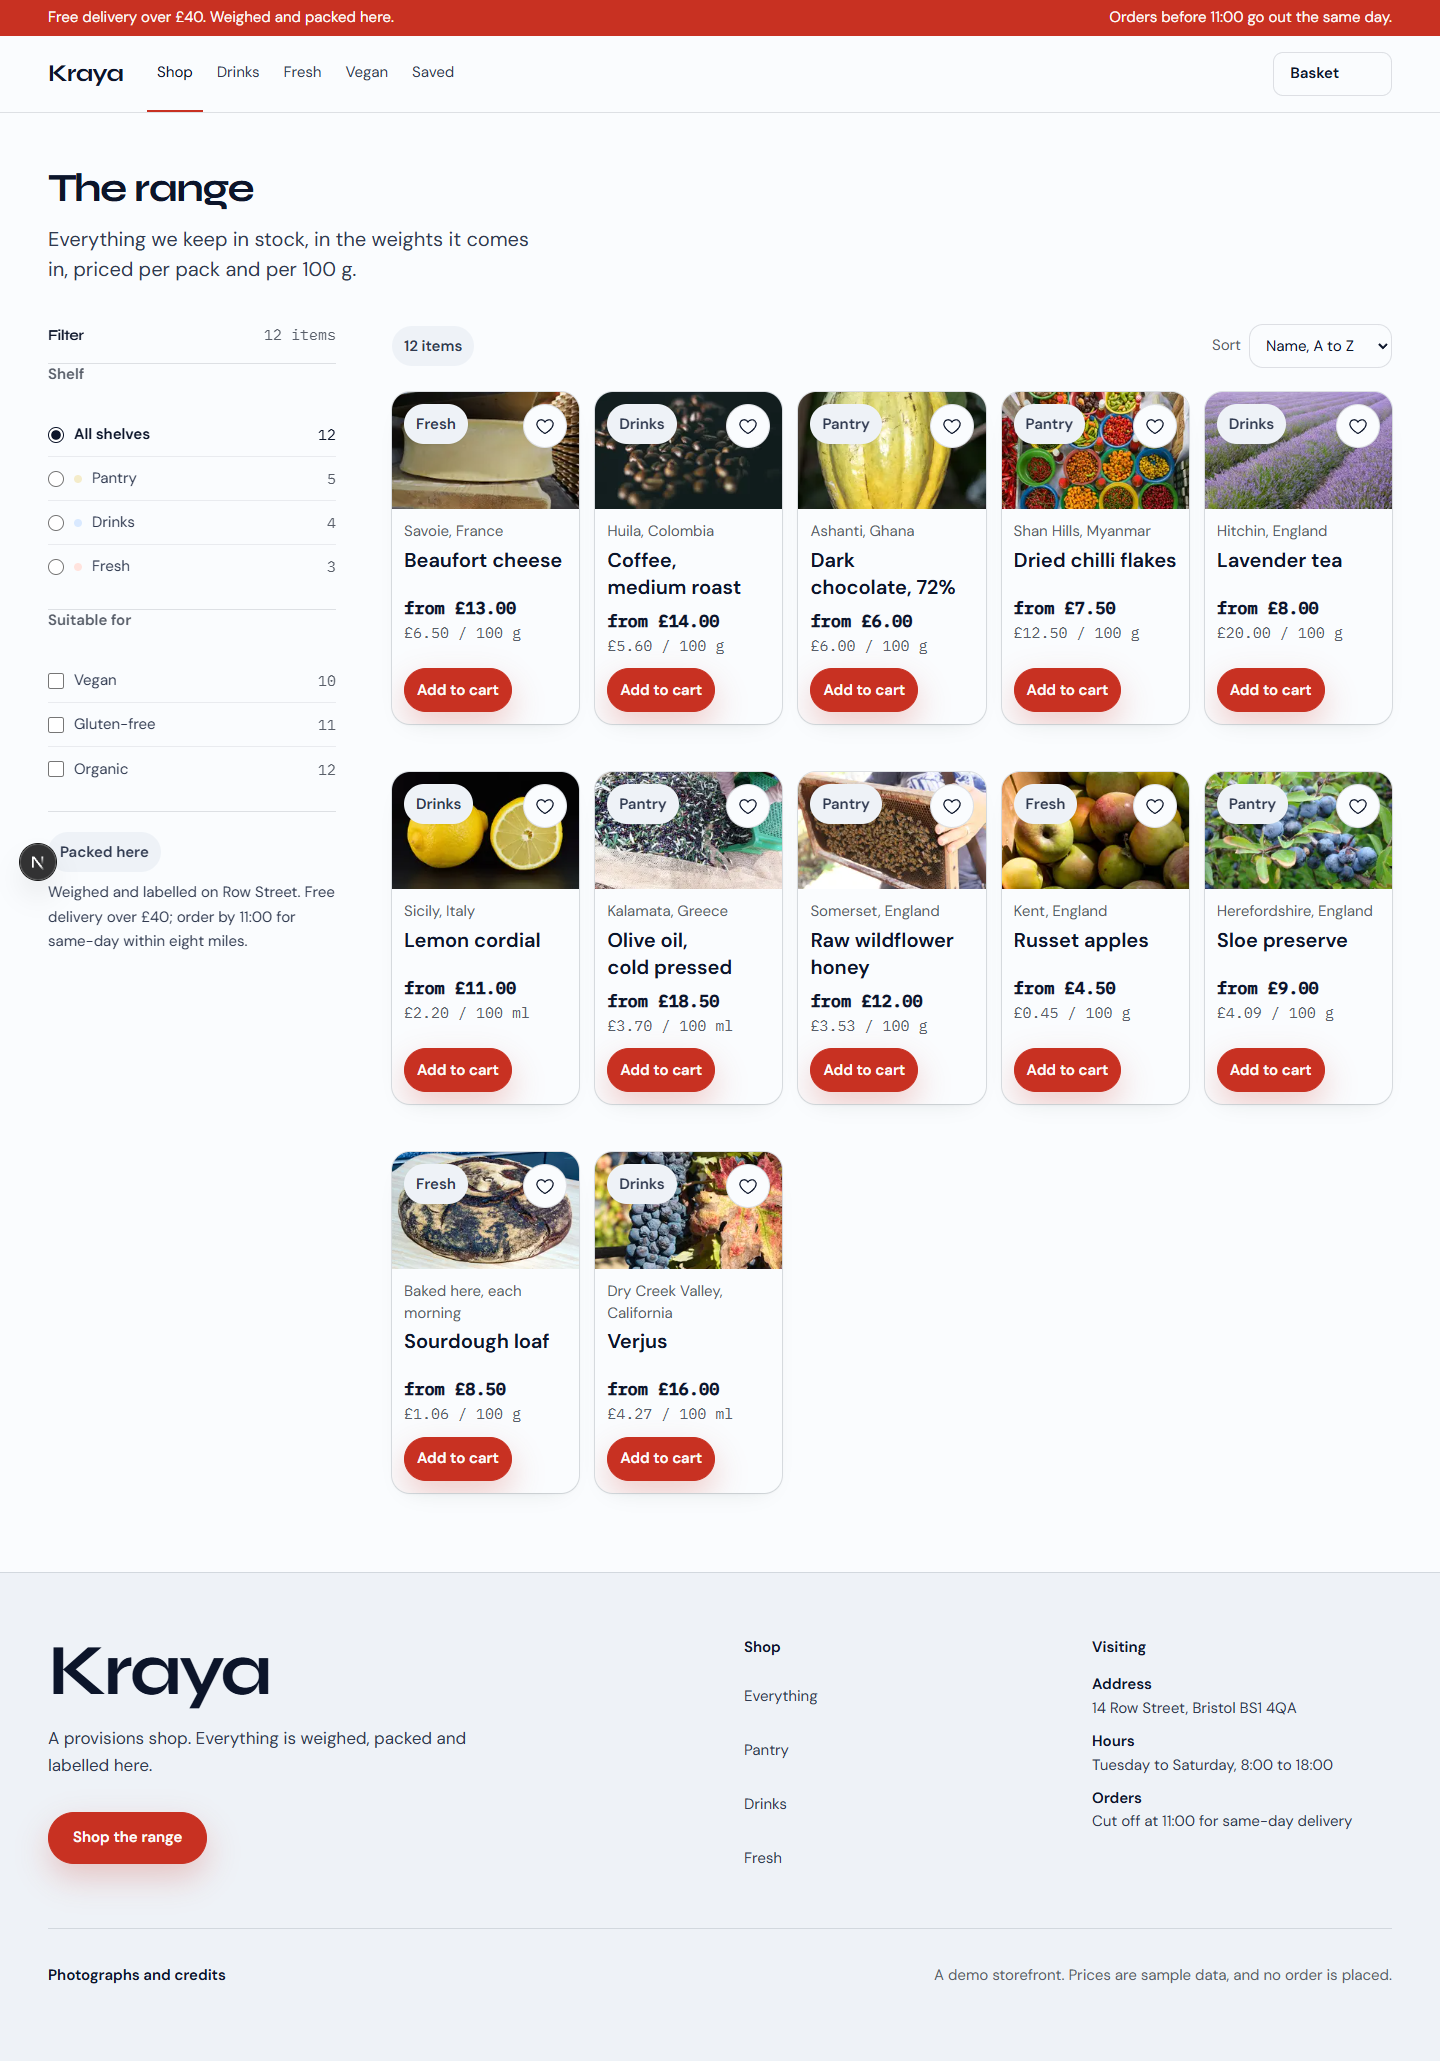 Free delivery over £40. Weighed and packed here.
Orders before 11:00 go out the same day.
Kraya
Shop
Drinks
Fresh
Vegan
Saved
Basket
The range
Everything we keep in stock, in the weights it comes
in, priced per pack and per 100 g.
Filter
12 items
Shelf
All shelves
12
Pantry
5
Drinks
4
Fresh
3
Suitable for
Vegan
10
Gluten-free
11
Organic
12
N
Packed here
Weighed and labelled on Row Street. Free
delivery over £40; order by 11:00 for
same-day within eight miles.
12 items
Sort
Name, A to Z
Fresh
Savoie, France
Beaufort cheese
from £13.00
£6.50 / 100 g
Add to cart
Drinks
Huila, Colombia
Coffee,
medium roast
from £14.00
£5.60 / 100 g
Add to cart
Pantry
Ashanti, Ghana
Dark
chocolate, 72%
from £6.00
£6.00 / 100 g
Add to cart
Pantry
Shan Hills, Myanmar
Dried chilli flakes
from £7.50
£12.50 / 100 g
Add to cart
Drinks
Hitchin, England
Lavender tea
from £8.00
£20.00 / 100 g
Add to cart
Drinks
Sicily, Italy
Lemon cordial
from £11.00
£2.20 / 100 ml
Add to cart
Pantry
Kalamata, Greece
Olive oil,
cold pressed
from £18.50
£3.70 / 100 ml
Add to cart
Pantry
Somerset, England
Raw wildflower
honey
from £12.00
£3.53 / 100 g
Add to cart
Fresh
Kent, England
Russet apples
from £4.50
£0.45 / 100 g
Add to cart
Pantry
Herefordshire, England
Sloe preserve
from £9.00
£4.09 / 100 g
Add to cart
Fresh
Baked here, each
morning
Sourdough loaf
from £8.50
£1.06 / 100 g
Add to cart
Drinks
Dry Creek Valley,
California
Verjus
from £16.00
£4.27 / 100 ml
Add to cart
Kraya
A provisions shop. Everything is weighed, packed and
labelled here.
Shop the range
Shop
Everything
Pantry
Drinks
Fresh
Visiting
Address
14 Row Street, Bristol BS1 4QA
Hours
Tuesday to Saturday, 8:00 to 18:00
Orders
Cut off at 11:00 for same-day delivery
Photographs and credits
A demo storefront. Prices are sample data, and no order is placed.